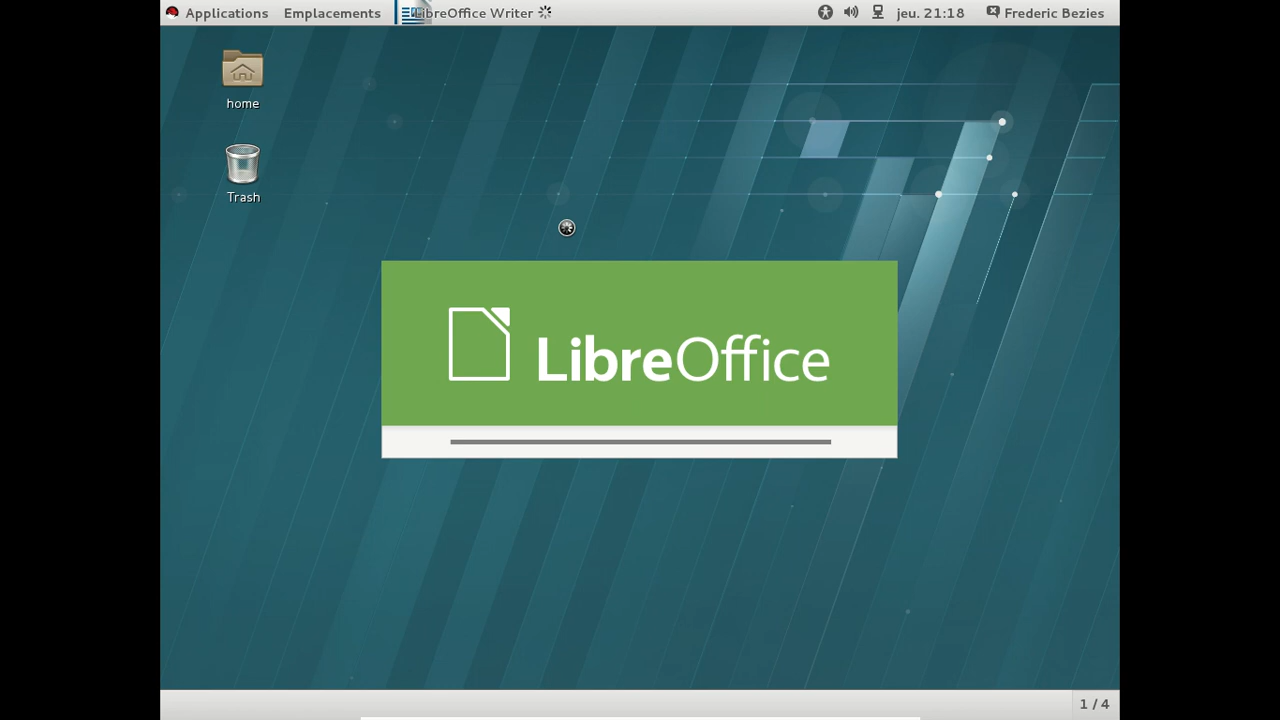 Applications Emplacements LibreOffice Writer jeu. 21:18 Frederic Bezies
home
Trash
LibreOffice
1 / 4